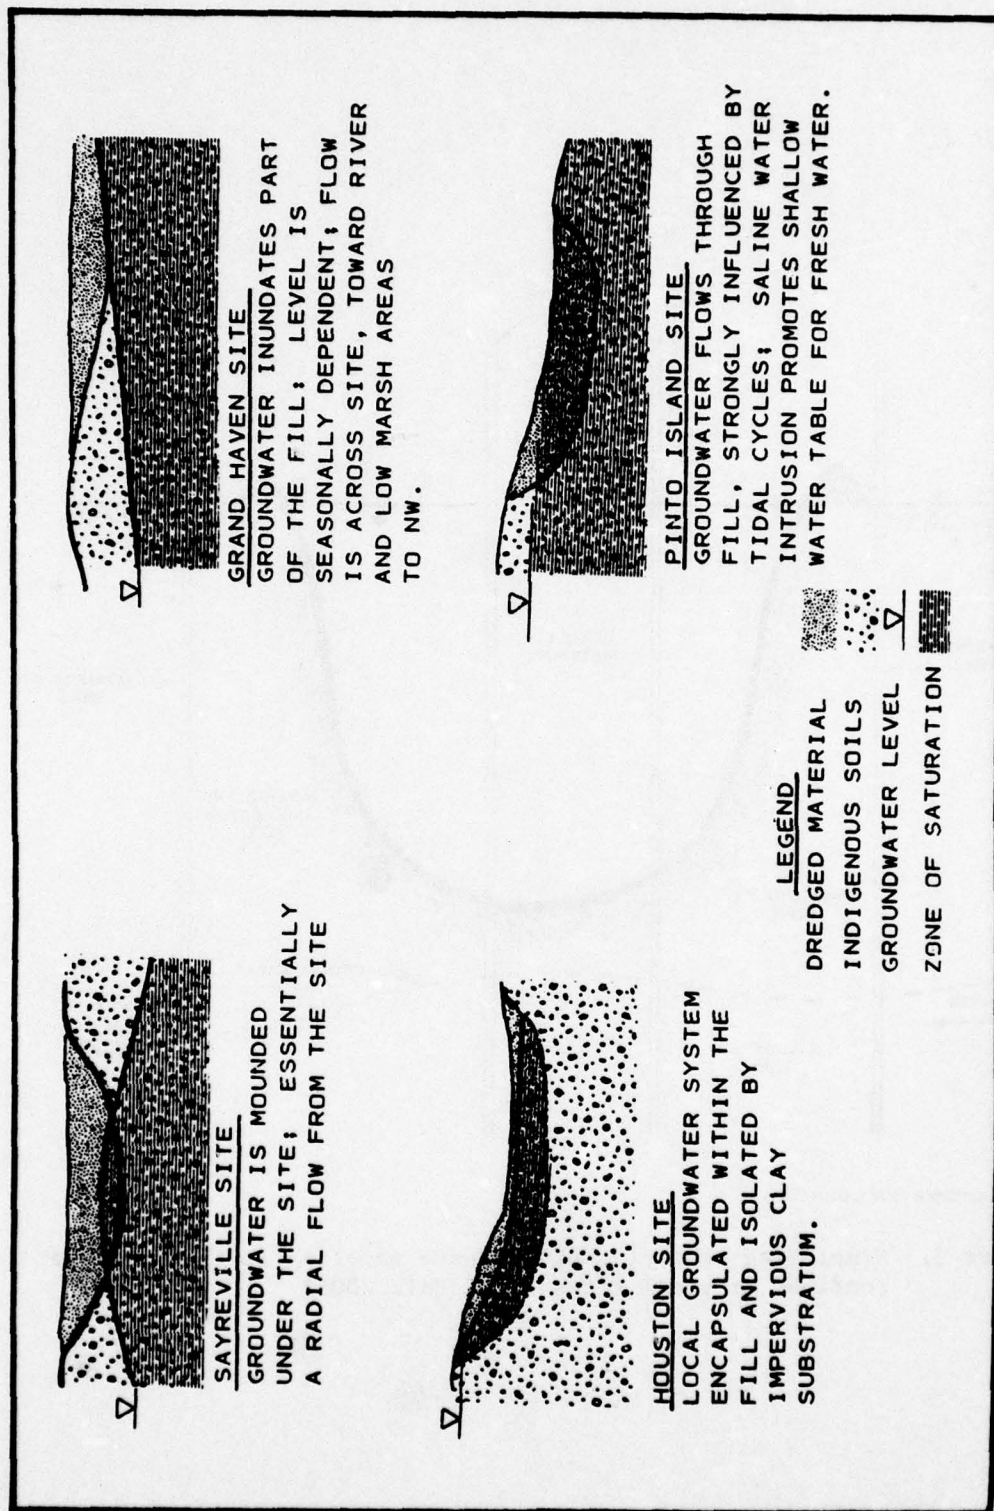 SAYREVILLE SITE
GROUNDWATER IS MOUNDED
UNDER THE SITE; ESSENTIALLY
A RADIAL FLOW FROM THE SITE
GRAND HAVEN SITE
GROUNDWATER INUNDATES PART
OF THE FILL; LEVEL IS
SEASONALLY DEPENDENT; FLOW
IS ACROSS SITE, TOWARD RIVER
AND LOW MARSH AREAS
TO NW.
HOUSTON SITE
LOCAL GROUNDWATER SYSTEM
ENCAPSULATED WITHIN THE
FILL AND ISOLATED BY
IMPERVIOUS CLAY
SUBSTRATUM.
PINTO ISLAND SITE
GROUNDWATER FLOWS THROUGH
FILL, STRONGLY INFLUENCED BY
TIDAL CYCLES; SALINE WATER
INTRUSION PROMOTES SHALLOW
WATER TABLE FOR FRESH WATER.
LEGEND
DREDGED MATERIAL
INDIGENOUS SOILS
GROUNDWATER LEVEL
ZONE OF SATURATION